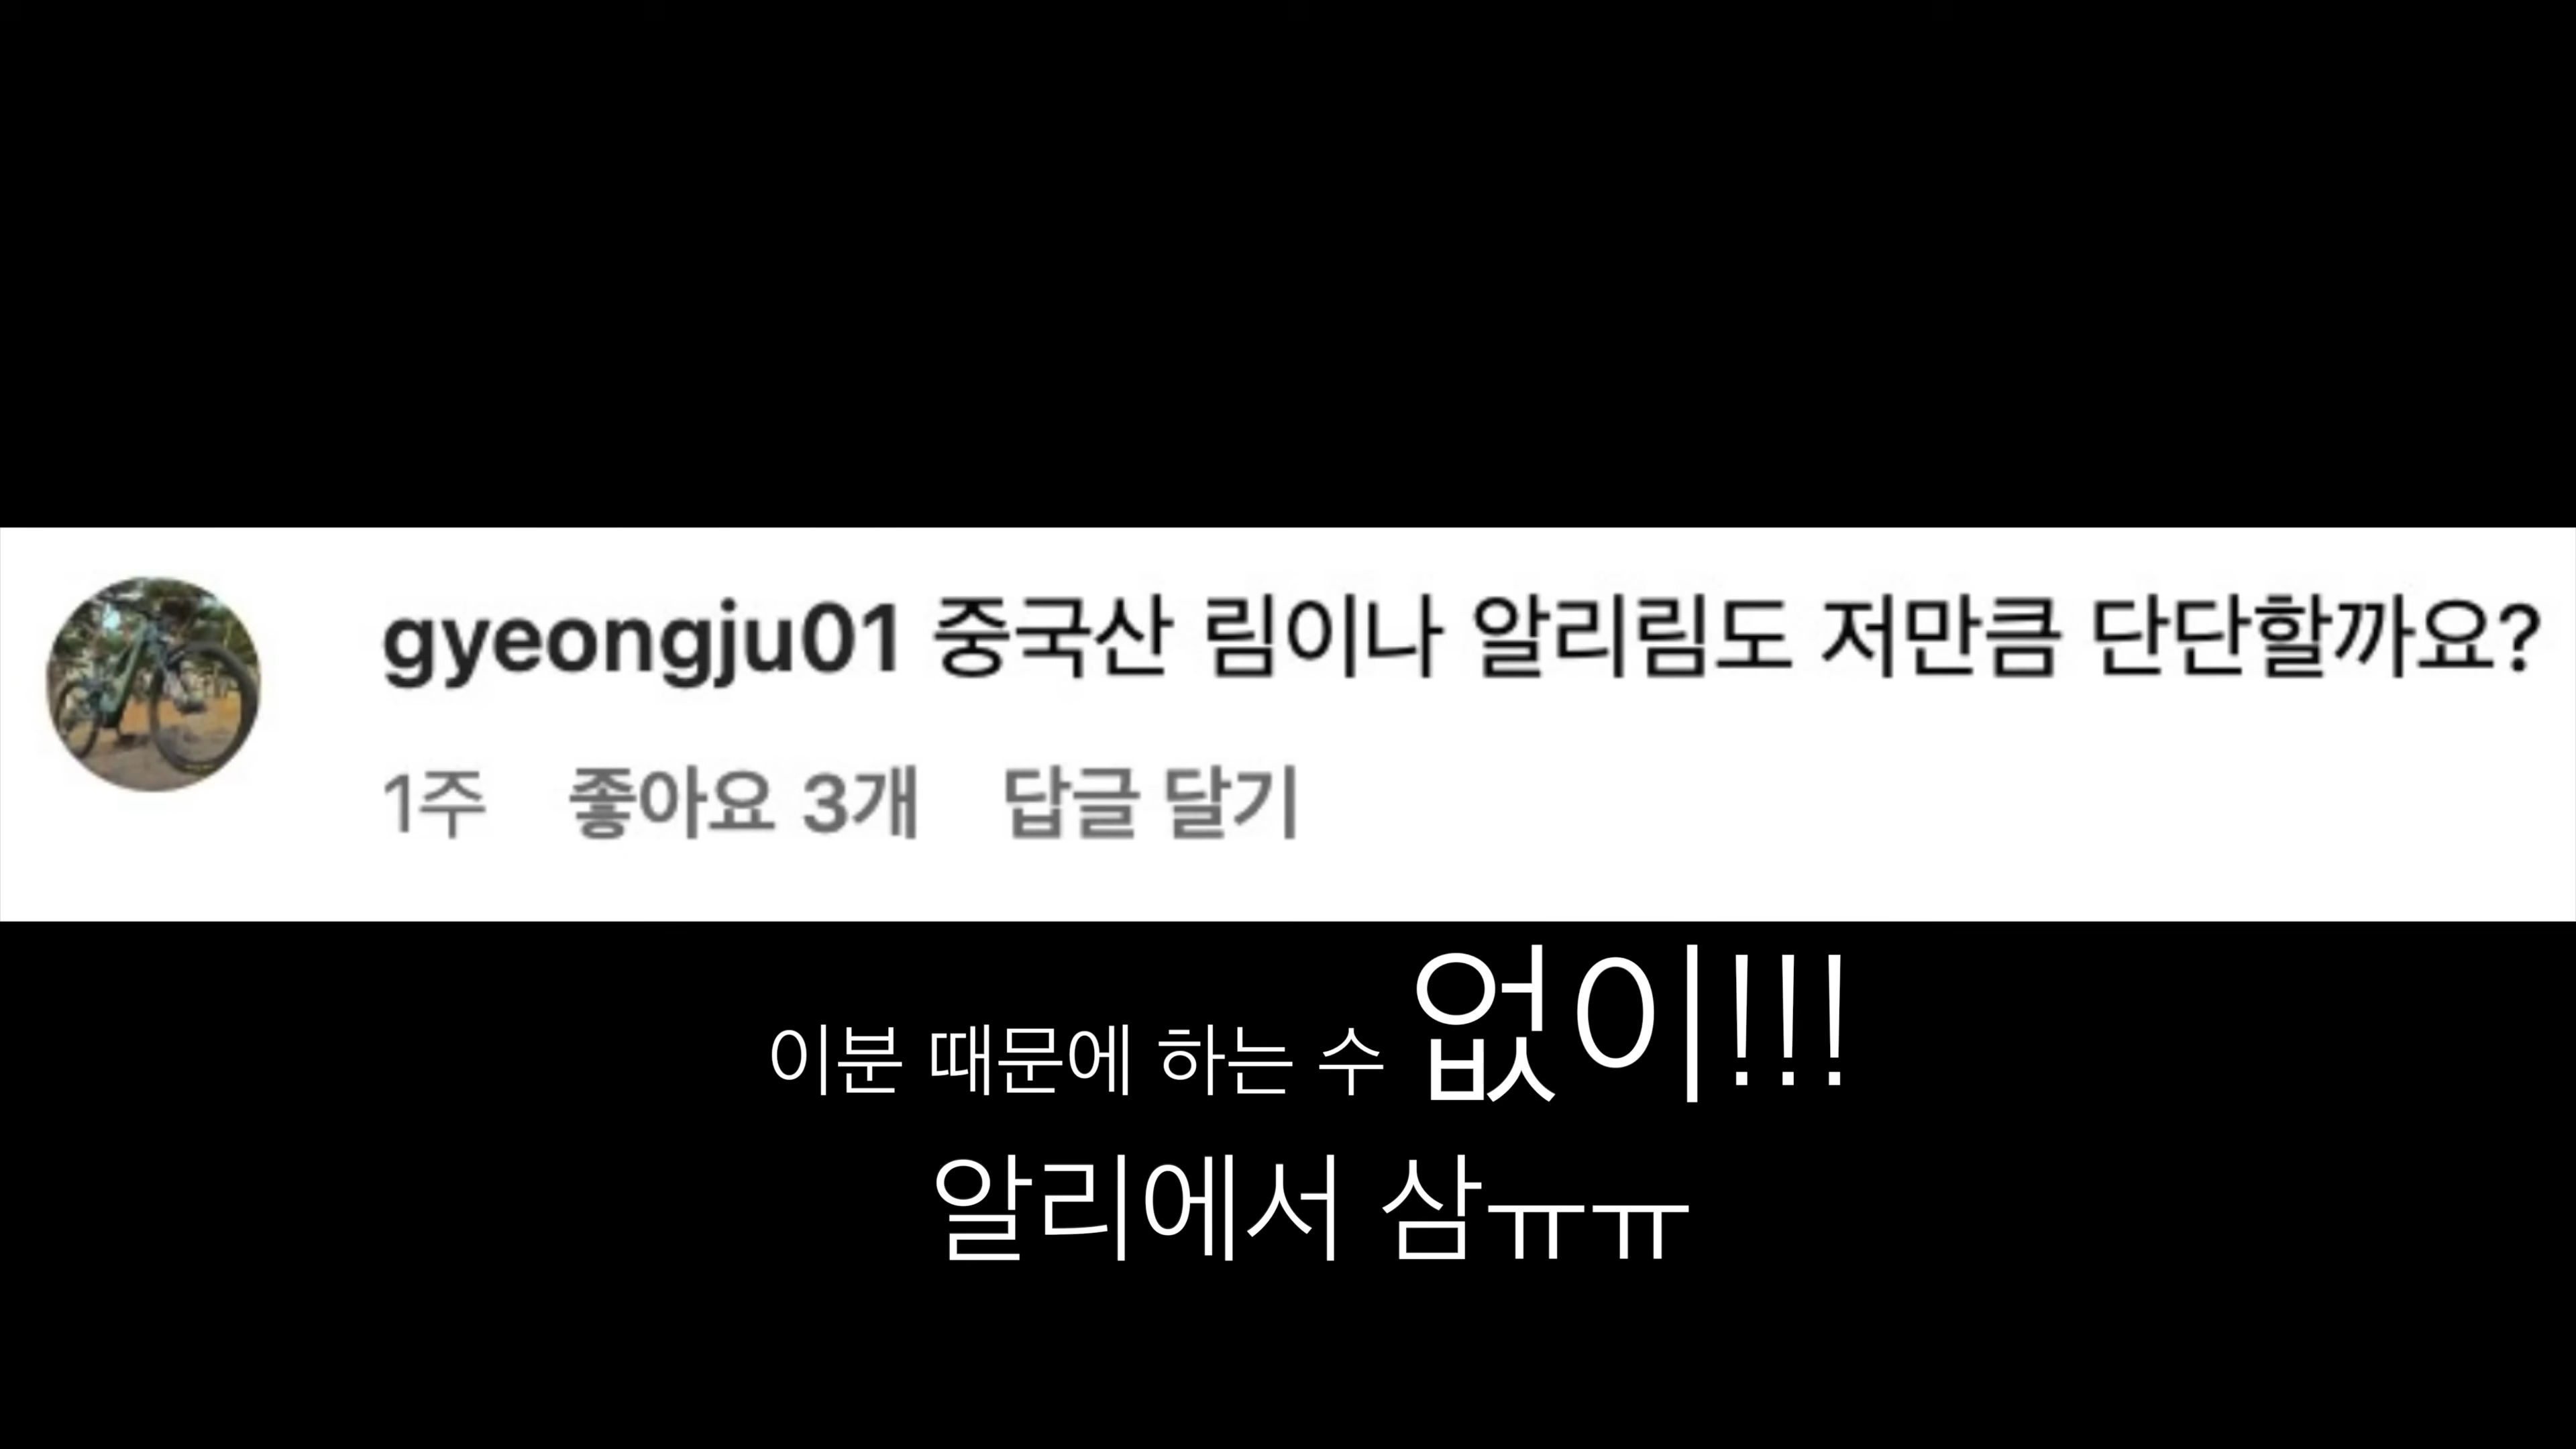 gyeongju01 중국산 림이나 알리림도 저만큼 단단할까요?
1주 좋아요 3개 답글 달기
이분 때문에 하는 수 없이!!!
알리에서 삼ㅠㅠ